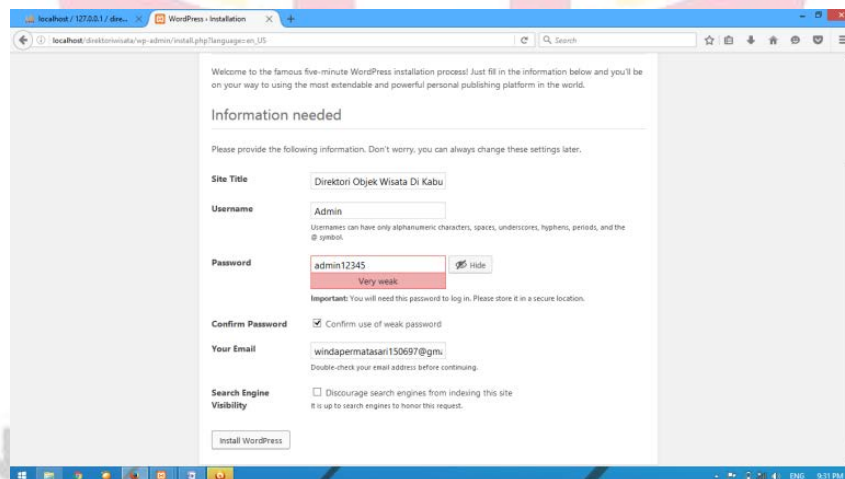 localhost / 127.0.0.1 / dire...
WordPress › Installation
localhost/direktoriwisata/wp-admin/install.php?language=en_US
Search
Welcome to the famous five-minute WordPress installation process! Just fill in the information below and you'll be
on your way to using the most extendable and powerful personal publishing platform in the world.
Information needed
Please provide the following information. Don't worry, you can always change these settings later.
Site Title
Direktori Objek Wisata Di Kabu
Username
Admin
Usernames can have only alphanumeric characters, spaces, underscores, hyphens, periods, and the
@ symbol.
Password
admin12345
Hide
Very weak
Important: You will need this password to log in. Please store it in a secure location.
Confirm Password
Confirm use of weak password
Your Email
windapermatasari150697@gma
Double-check your email address before continuing.
Search Engine
Visibility
Discourage search engines from indexing this site
It is up to search engines to honor this request.
Install WordPress
ENG
9:31 PM